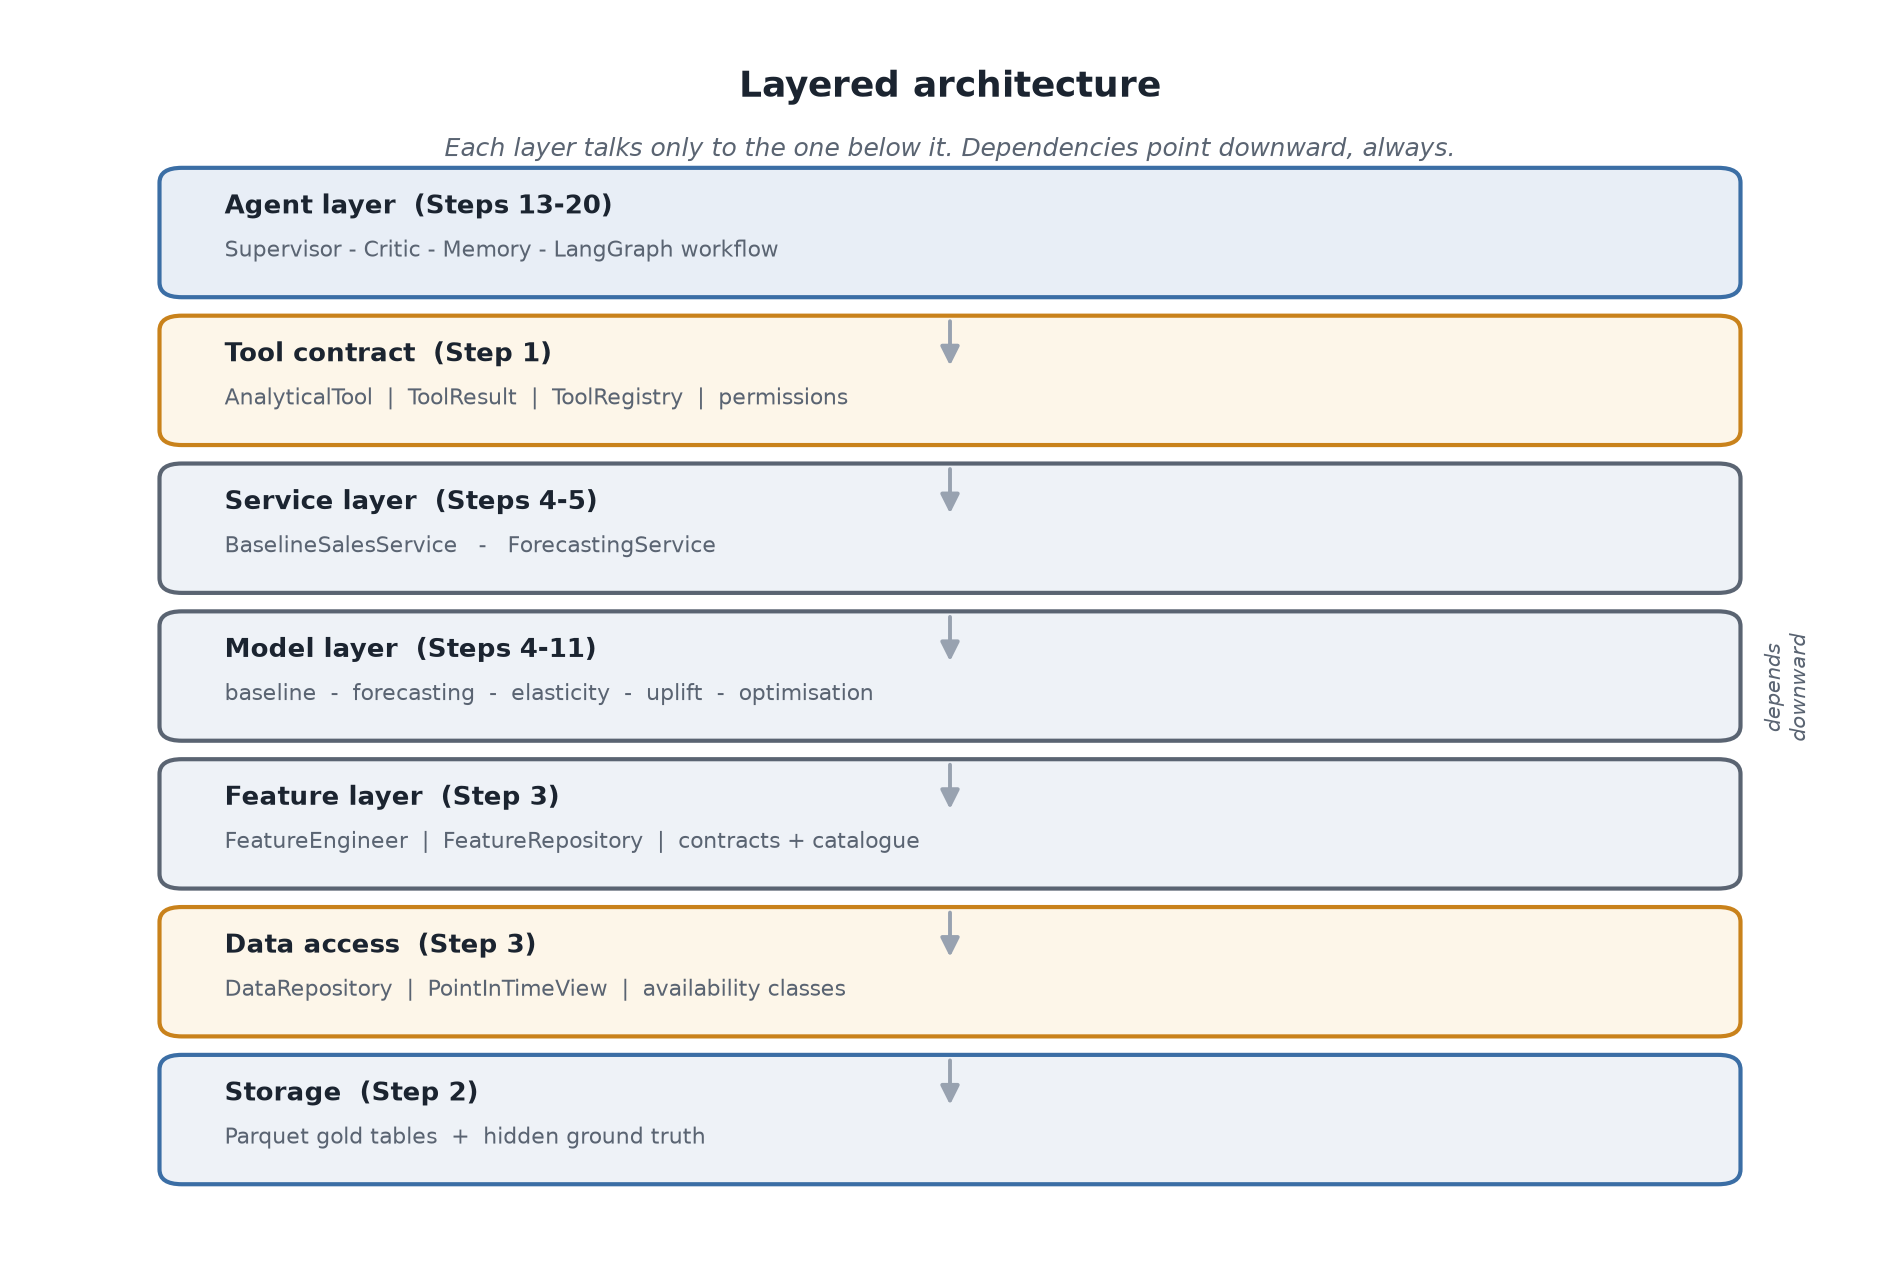 Layered architecture
Each layer talks only to the one below it. Dependencies point downward, always.
Agent layer  (Steps 13-20)
Supervisor - Critic - Memory - LangGraph workflow
Tool contract  (Step 1)
AnalyticalTool  |  ToolResult  |  ToolRegistry  |  permissions
Service layer  (Steps 4-5)
BaselineSalesService  -  ForecastingService
Model layer  (Steps 4-11)
baseline  -  forecasting  -  elasticity  -  uplift  -  optimisation
depends
downward
Feature layer  (Step 3)
FeatureEngineer  |  FeatureRepository  |  contracts + catalogue
Data access  (Step 3)
DataRepository  |  PointInTimeView  |  availability classes
Storage  (Step 2)
Parquet gold tables  +  hidden ground truth